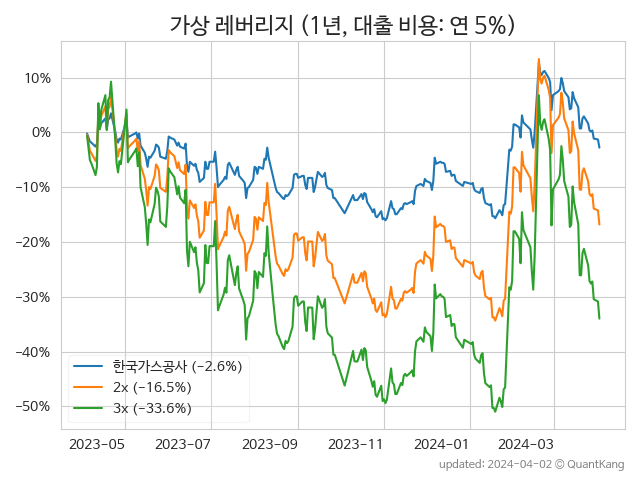 가상 레버리지 (1년, 대출 비용: 연 5%)
10%
0%
−10%
−20%
−30%
−40%
−50%
한국가스공사 (−2.6%)
2x (−16.5%)
3x (−33.6%)
2023-05
2023-07
2023-09
2023-11
2024-01
2024-03
updated: 2024-04-02 © QuantKang